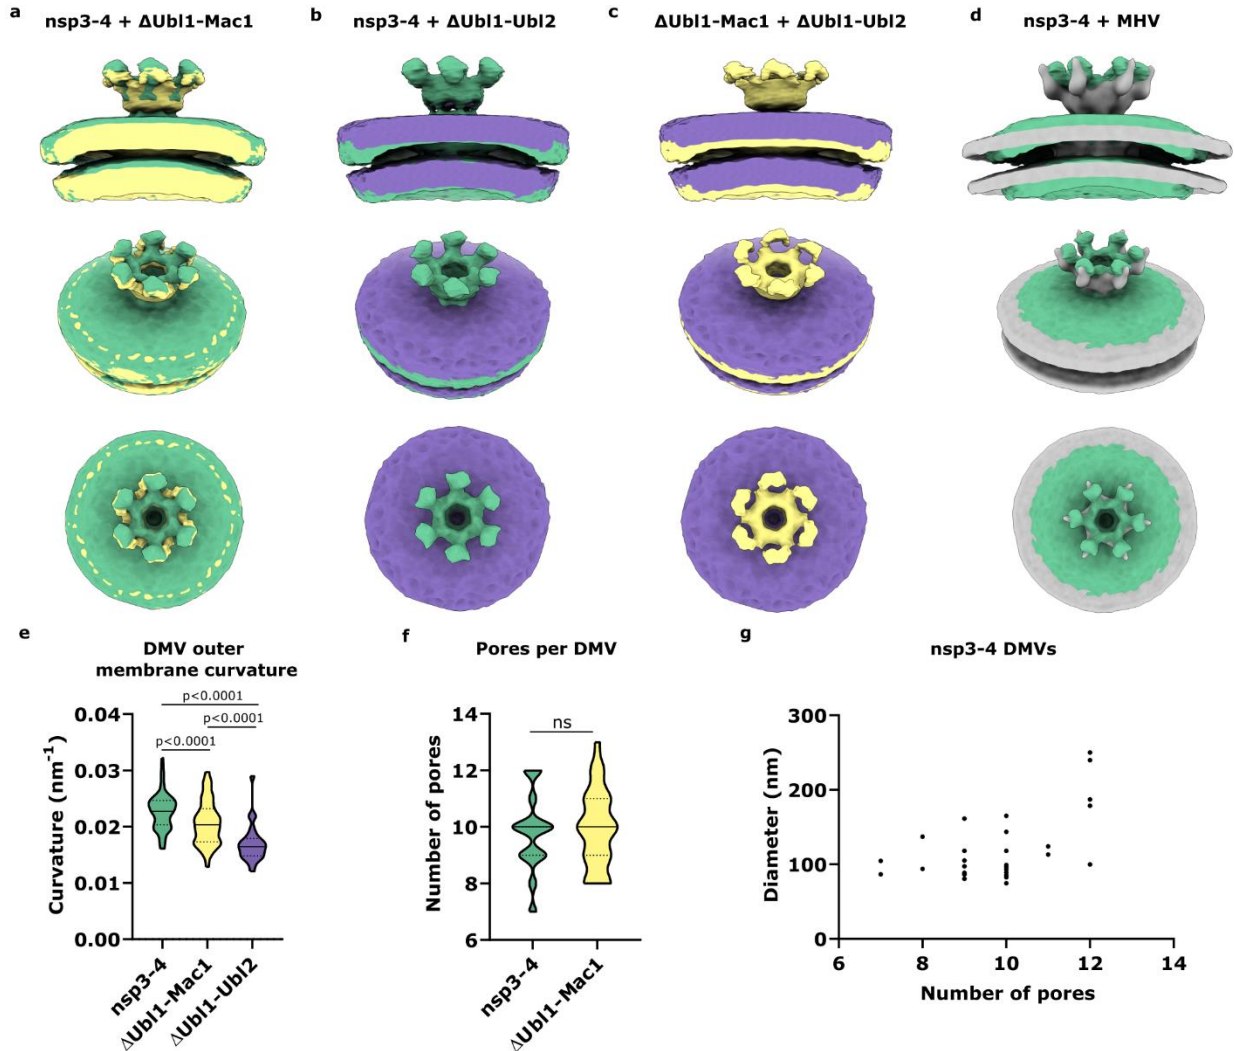 a nsp3-4 + ΔUbl1-Mac1
b nsp3-4 + ΔUbl1-Ubl2
c ΔUbl1-Mac1 + ΔUbl1-Ubl2
d nsp3-4 + MHV
e
DMV outer
membrane curvature
p<0.0001
p<0.0001
p<0.0001
Curvature (nm⁻¹)
0.04
0.03
0.02
0.01
0.00
nsp3-4
ΔUbl1-Mac1
ΔUbl1-Ubl2
f
Pores per DMV
ns
Number of pores
14
12
10
8
6
nsp3-4
ΔUbl1-Mac1
g
nsp3-4 DMVs
Diameter (nm)
300
200
100
0
6 8 10 12 14
Number of pores